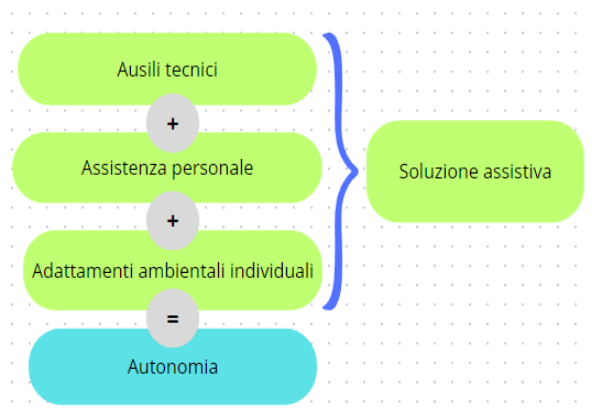 Ausili tecnici
+
Assistenza personale
+
Adattamenti ambientali individuali
=
Autonomia
Soluzione assistiva